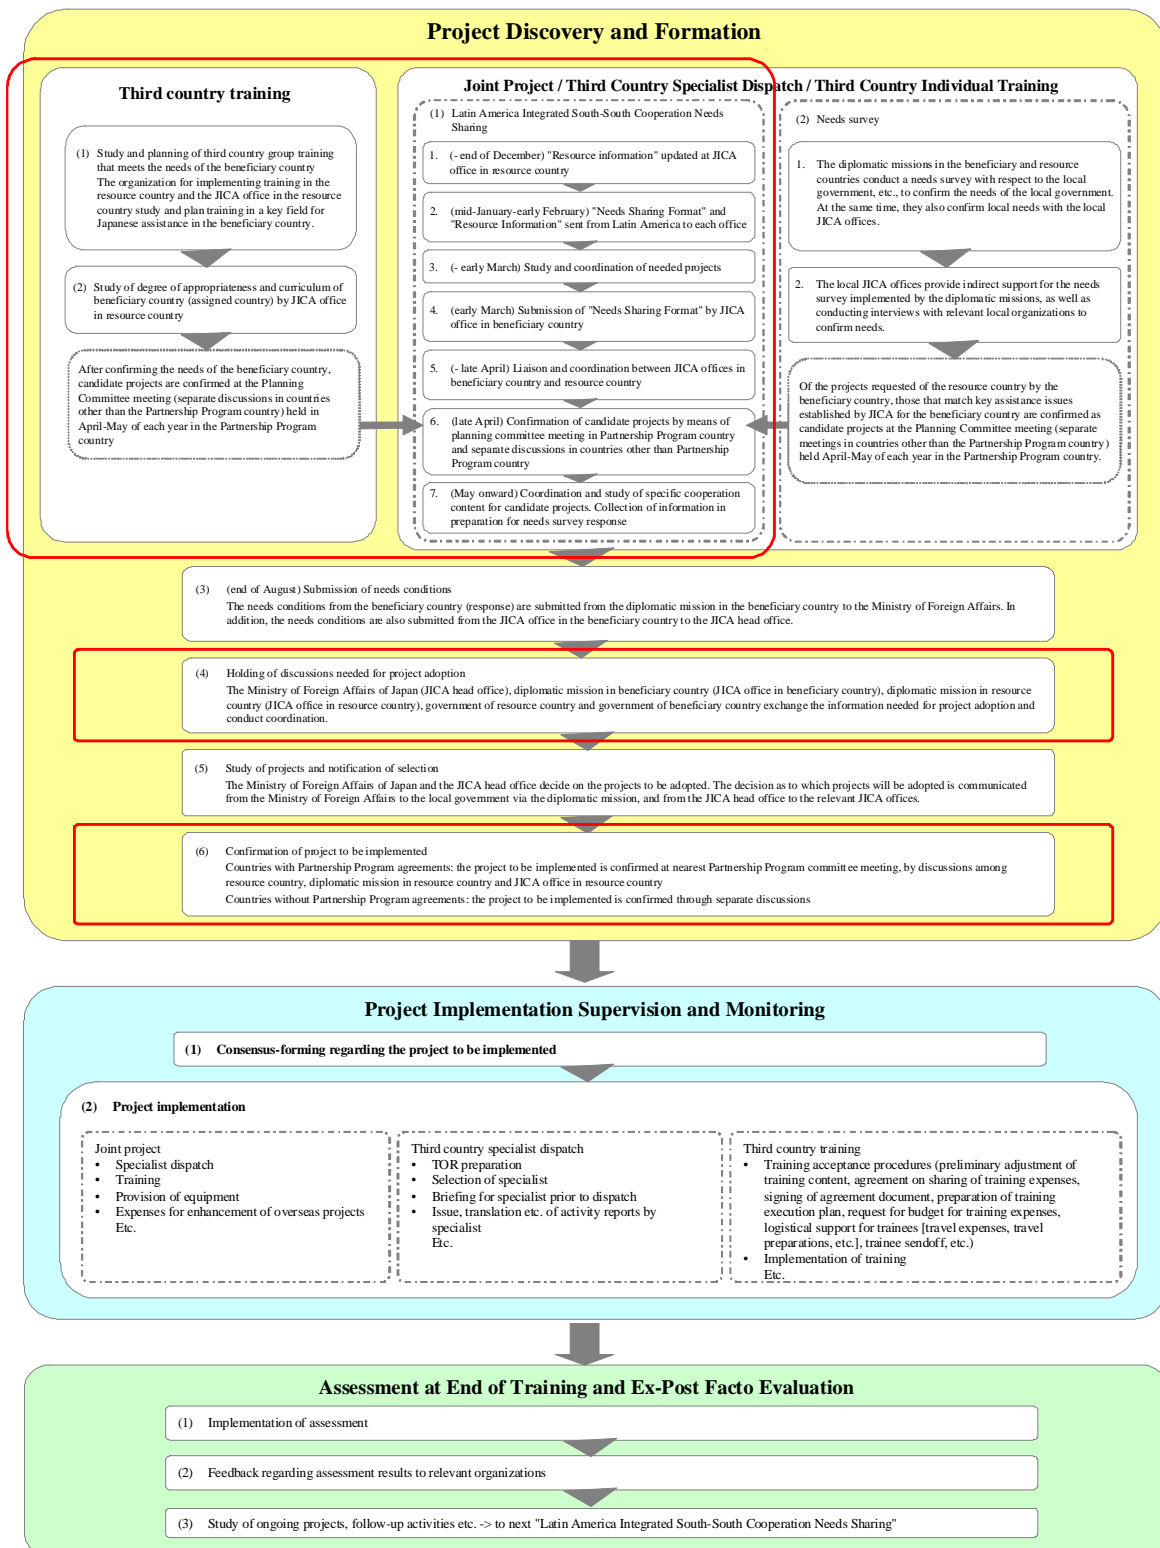 Project Discovery and Formation
Third country training
(1) Study and planning of third country group training
that meets the needs of the beneficiary country
The organization for implementing training in the
resource country and the JICA office in the resource
country study and plan training in a key field for
Japanese assistance in the beneficiary country.
(2) Study of degree of appropriateness and curriculum of
beneficiary country (assigned country) by JICA office
in resource country
After confirming the needs of the beneficiary country,
candidate projects are confirmed at the Planning
Committee meeting (separate discussions in countries
other than the Partnership Program country) held in
April-May of each year in the Partnership Program
country
Joint Project / Third Country Specialist Dispatch / Third Country Individual Training
(1) Latin America Integrated South-South Cooperation Needs
Sharing
1. (- end of December) "Resource information" updated at JICA
office in resource country
2. (mid-January-early February) "Needs Sharing Format" and
"Resource Information" sent from Latin America to each office
3. (- early March) Study and coordination of needed projects
4. (early March) Submission of "Needs Sharing Format" by JICA
office in beneficiary country
5. (- late April) Liaison and coordination between JICA offices in
beneficiary country and resource country
6. (late April) Confirmation of candidate projects by means of
planning committee meeting in Partnership Program country
and separate discussions in countries other than Partnership
Program country
7. (May onward) Coordination and study of specific cooperation
content for candidate projects. Collection of information in
preparation for needs survey response
(2) Needs survey
1. The diplomatic missions in the beneficiary and resource
countries conduct a needs survey with respect to the local
government, etc., to confirm the needs of the local government.
At the same time, they also confirm local needs with the local
JICA offices.
2. The local JICA offices provide indirect support for the needs
survey implemented by the diplomatic missions, as well as
conducting interviews with relevant local organizations to
confirm needs.
Of the projects requested of the resource country by the
beneficiary country, those that match key assistance issues
established by JICA for the beneficiary country are confirmed as
candidate projects at the Planning Committee meeting (separate
meetings in countries other than the Partnership Program country)
held April-May of each year in the Partnership Program country.
(3) (end of August) Submission of needs conditions
The needs conditions from the beneficiary country (response) are submitted from the diplomatic mission in the beneficiary country to the Ministry of Foreign Affairs. In
addition, the needs conditions are also submitted from the JICA office in the beneficiary country to the JICA head office.
(4) Holding of discussions needed for project adoption
The Ministry of Foreign Affairs of Japan (JICA head office), diplomatic mission in beneficiary country (JICA office in beneficiary country), diplomatic mission in resource
country (JICA office in resource country), government of resource country and government of beneficiary country exchange the information needed for project adoption and
conduct coordination.
(5) Study of projects and notification of selection
The Ministry of Foreign Affairs of Japan and the JICA head office decide on the projects to be adopted. The decision as to which projects will be adopted is communicated
from the Ministry of Foreign Affairs to the local government via the diplomatic mission, and from the JICA head office to the relevant JICA offices.
(6) Confirmation of project to be implemented
Countries with Partnership Program agreements: the project to be implemented is confirmed at nearest Partnership Program committee meeting, by discussions among
resource country, diplomatic mission in resource country and JICA office in resource country
Countries without Partnership Program agreements: the project to be implemented is confirmed through separate discussions
Project Implementation Supervision and Monitoring
(1) Consensus-forming regarding the project to be implemented
(2) Project implementation
Joint project
• Specialist dispatch
• Training
• Provision of equipment
• Expenses for enhancement of overseas projects
Etc.
Third country specialist dispatch
• TOR preparation
• Selection of specialist
• Briefing for specialist prior to dispatch
• Issue, translation etc. of activity reports by
specialist
Etc.
Third country training
• Training acceptance procedures (preliminary adjustment of
training content, agreement on sharing of training expenses,
signing of agreement document, preparation of training
execution plan, request for budget for training expenses,
logistical support for trainees [travel expenses, travel
preparations, etc.], trainee sendoff, etc.)
• Implementation of training
Etc.
Assessment at End of Training and Ex-Post Facto Evaluation
(1) Implementation of assessment
(2) Feedback regarding assessment results to relevant organizations
(3) Study of ongoing projects, follow-up activities etc. -> to next "Latin America Integrated South-South Cooperation Needs Sharing"